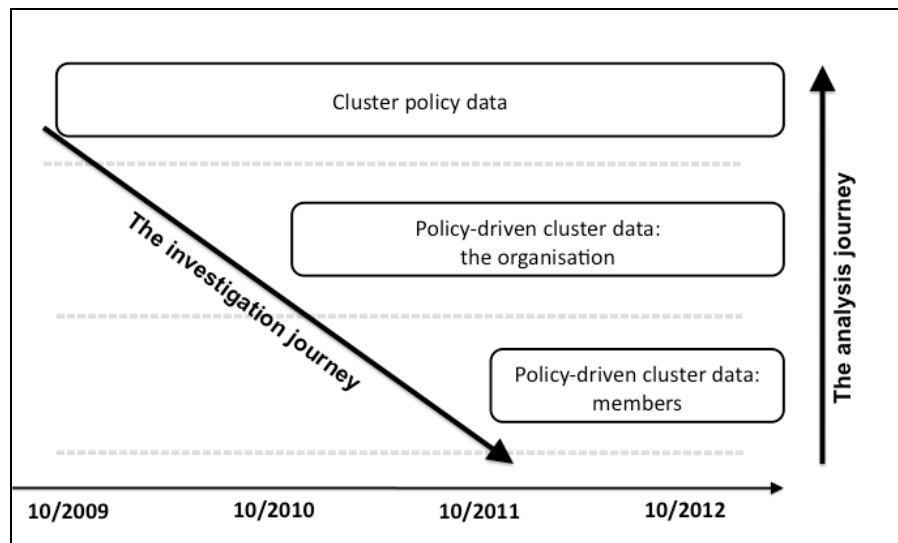 Cluster policy data
The investigation journey
Policy-driven cluster data:
the organisation
Policy-driven cluster data:
members
The analysis journey
10/2009
10/2010
10/2011
10/2012